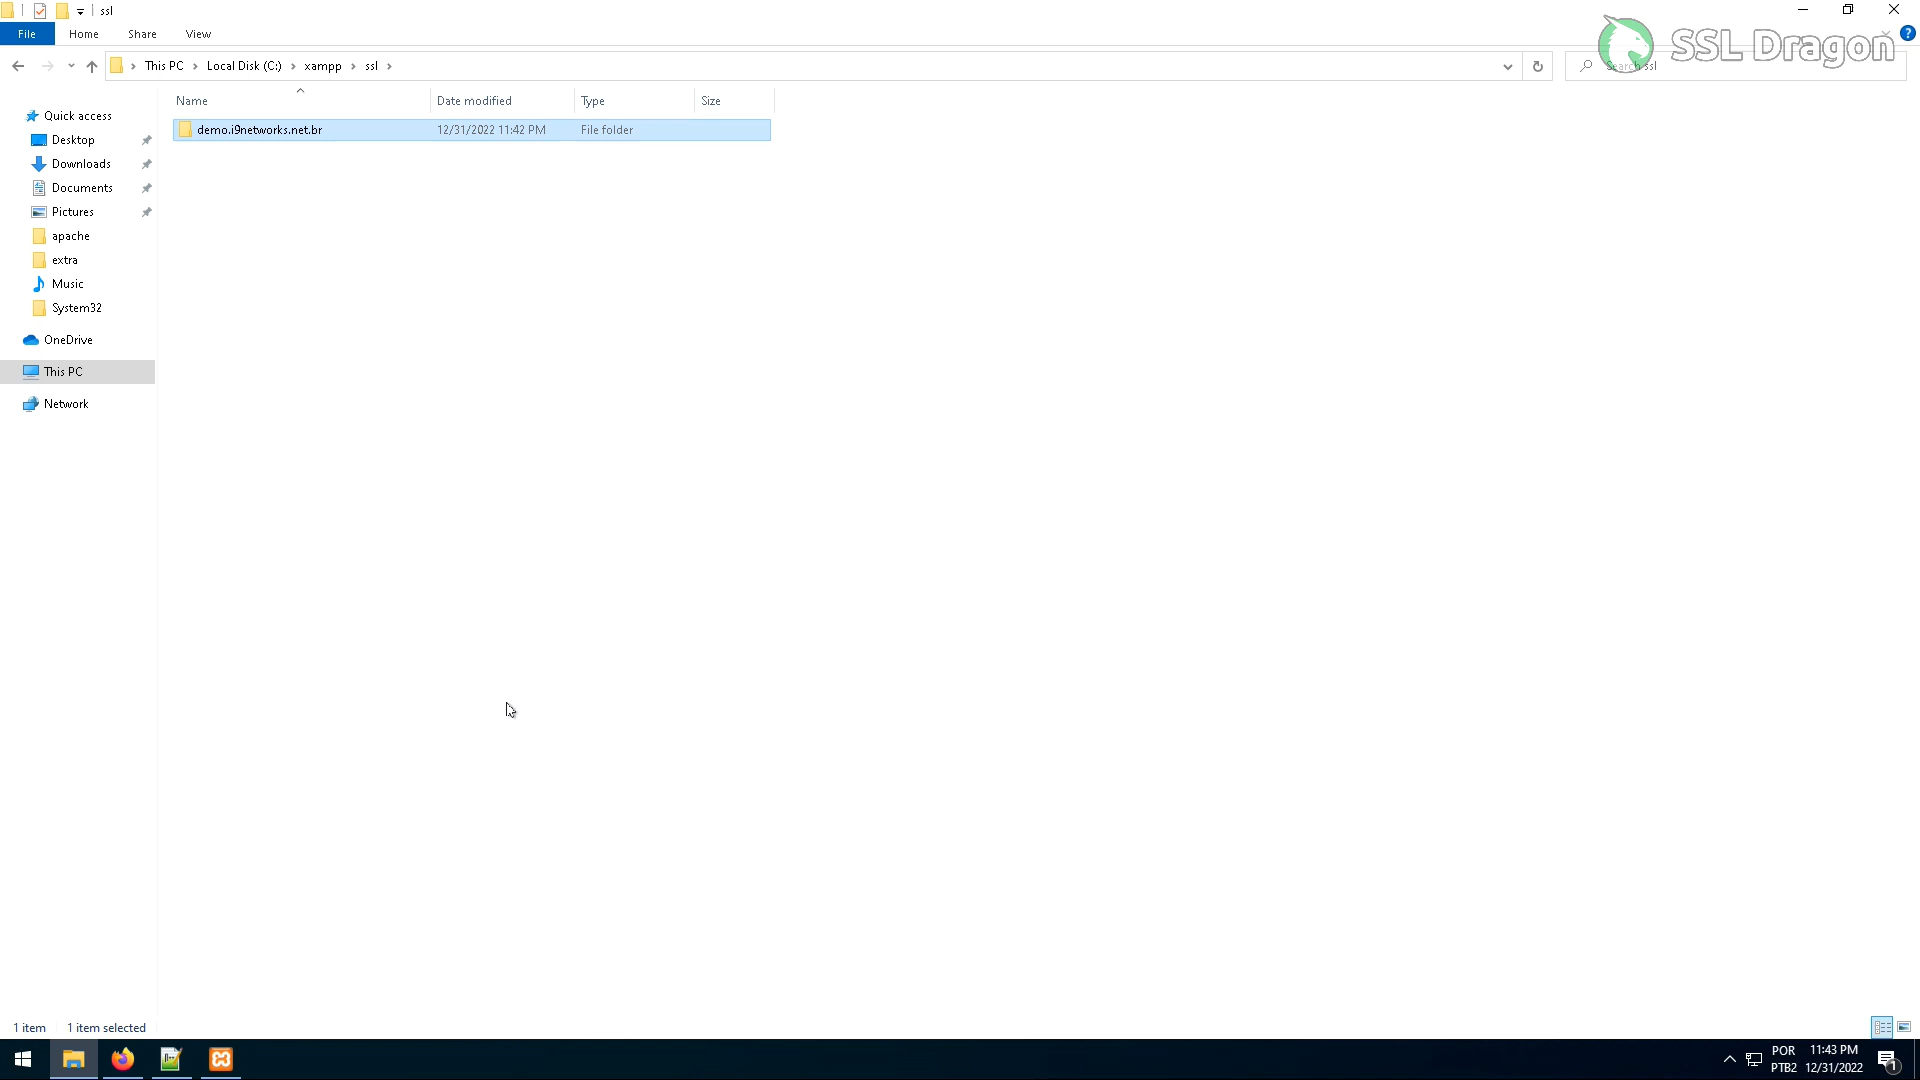 ssl
File Home Share View
SSL Dragon
This PC Local Disk (C:) xampp ssl
Search ssl
Name Date modified Type Size
demo.i9networks.net.br 12/31/2022 11:42 PM File folder
Quick access
Desktop
Downloads
Documents
Pictures
apache
extra
Music
System32
OneDrive
This PC
Network
1 item 1 item selected
POR 11:43 PM
PTB2 12/31/2022
1